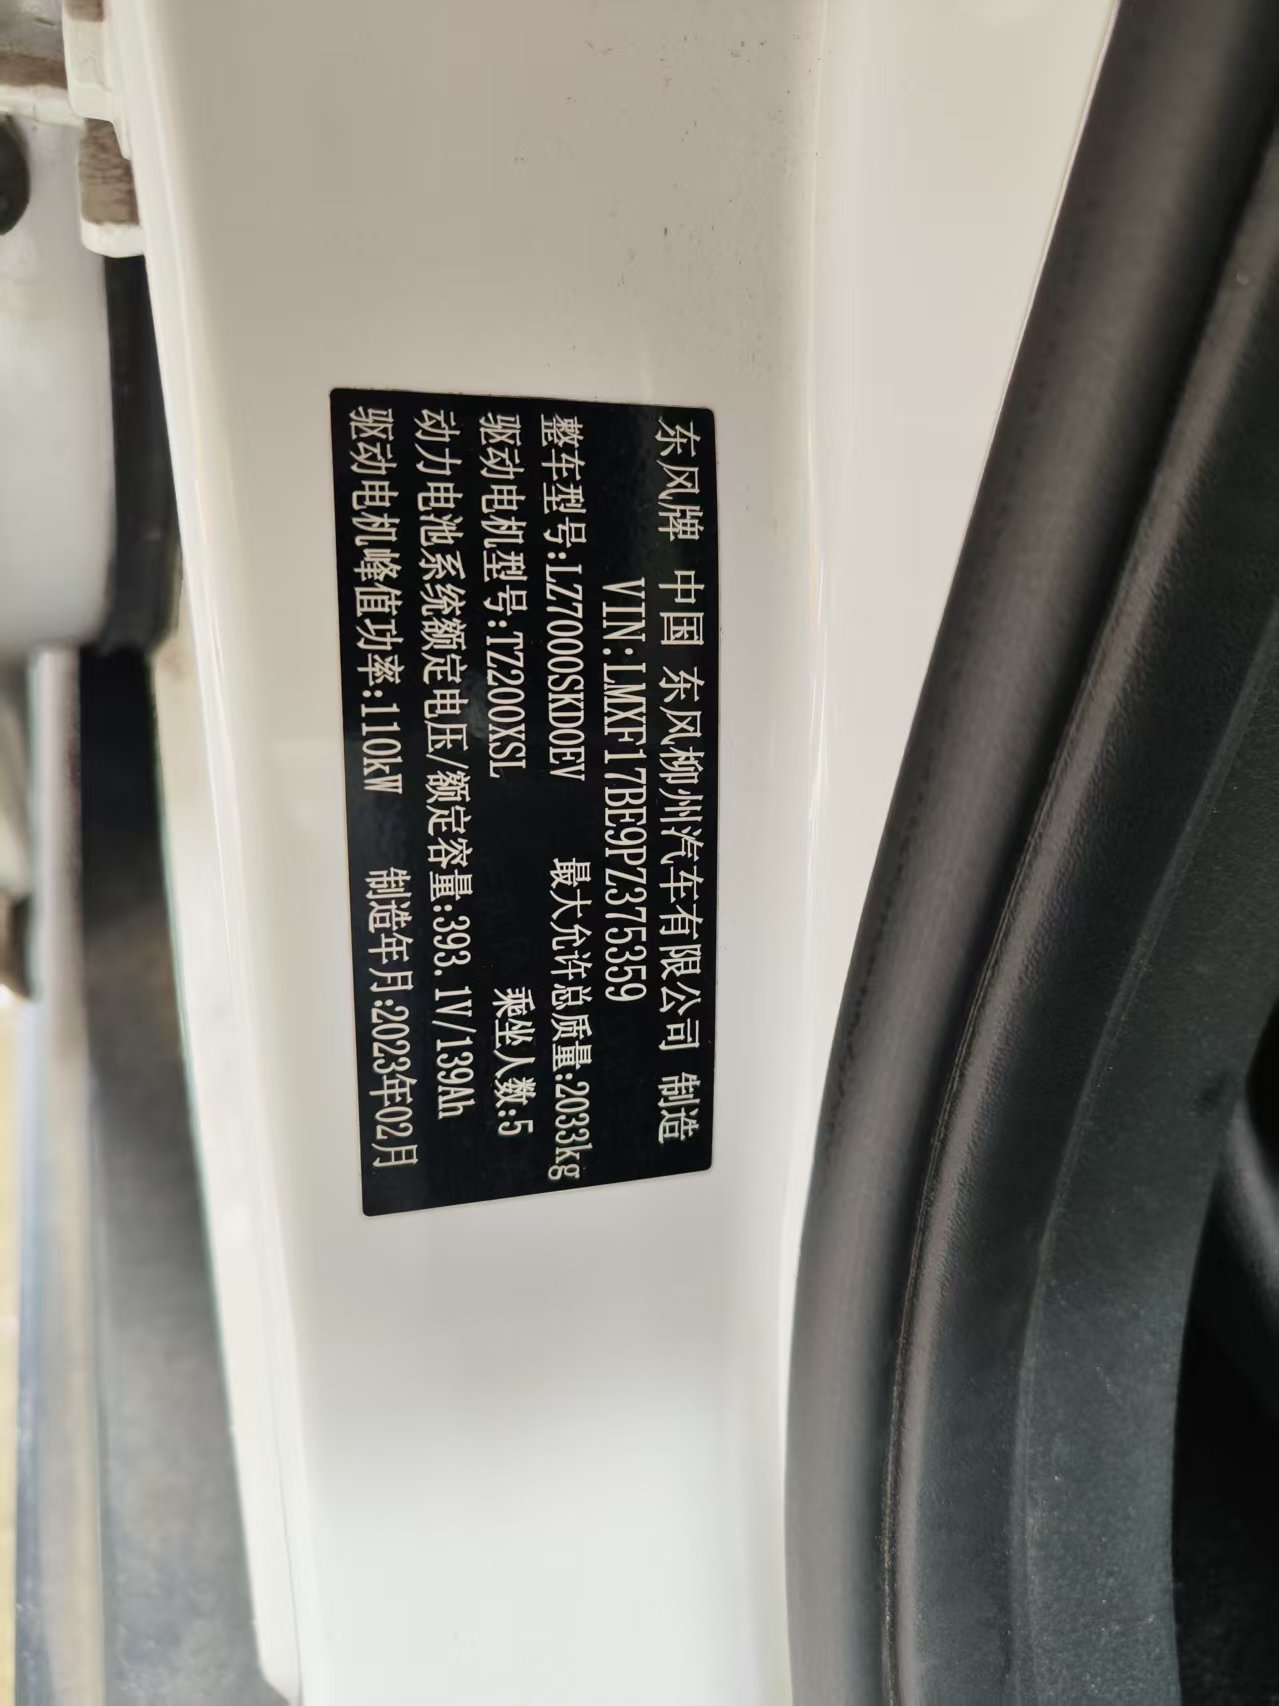 东风牌 中国 东风柳州汽车有限公司 制造
VIN:LMXF17BE9PZ375359
整车型号:LZ7000SKD0EV 最大允许总质量:2033kg
驱动电机型号:TZ200XSL 乘坐人数:5
动力电池系统额定电压/额定容量:393.1V/139Ah
驱动电机峰值功率:110kW 制造年月:2023年02月